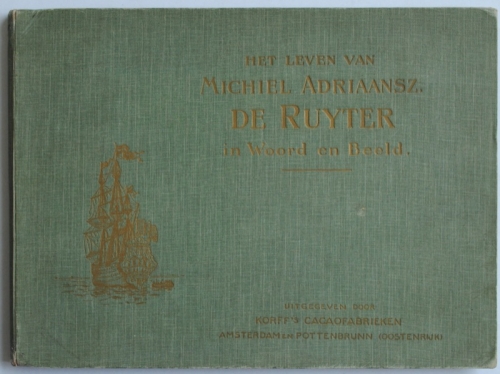 HET LEVEN VAN
MICHIEL ADRIAANSZ.
DE RUYTER
in Woord en Beeld.
UITGEGEVEN DOOR
KORFF'S CACAOFABRIEKEN
AMSTERDAM EN POTTENBRUNN (OOSTENRIJK)